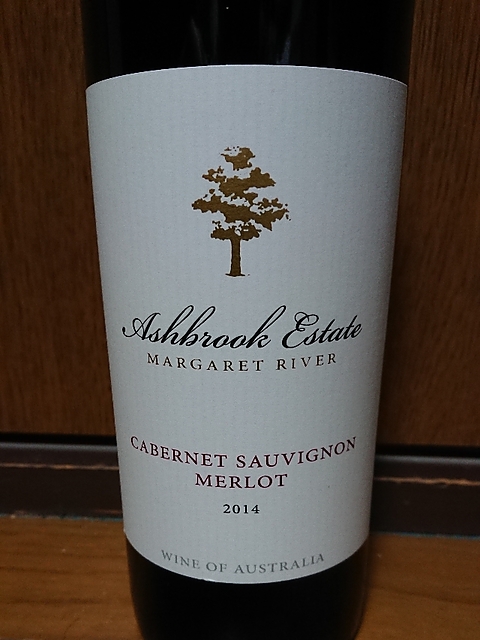 Ashbrook Estate
MARGARET RIVER
CABERNET SAUVIGNON
MERLOT
2014
WINE OF AUSTRALIA